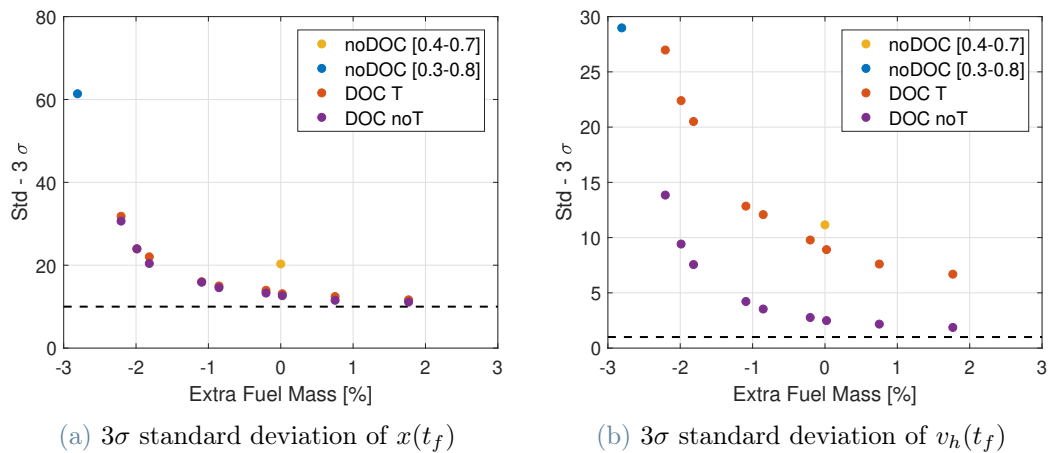 80
60
40
20
0
Std - 3 σ
noDOC [0.4-0.7]
noDOC [0.3-0.8]
DOC T
DOC noT
-3 -2 -1 0 1 2 3
Extra Fuel Mass [%]
(a) 3σ standard deviation of x(t_f)
30
25
20
15
10
5
0
Std - 3 σ
noDOC [0.4-0.7]
noDOC [0.3-0.8]
DOC T
DOC noT
-3 -2 -1 0 1 2 3
Extra Fuel Mass [%]
(b) 3σ standard deviation of v_h(t_f)